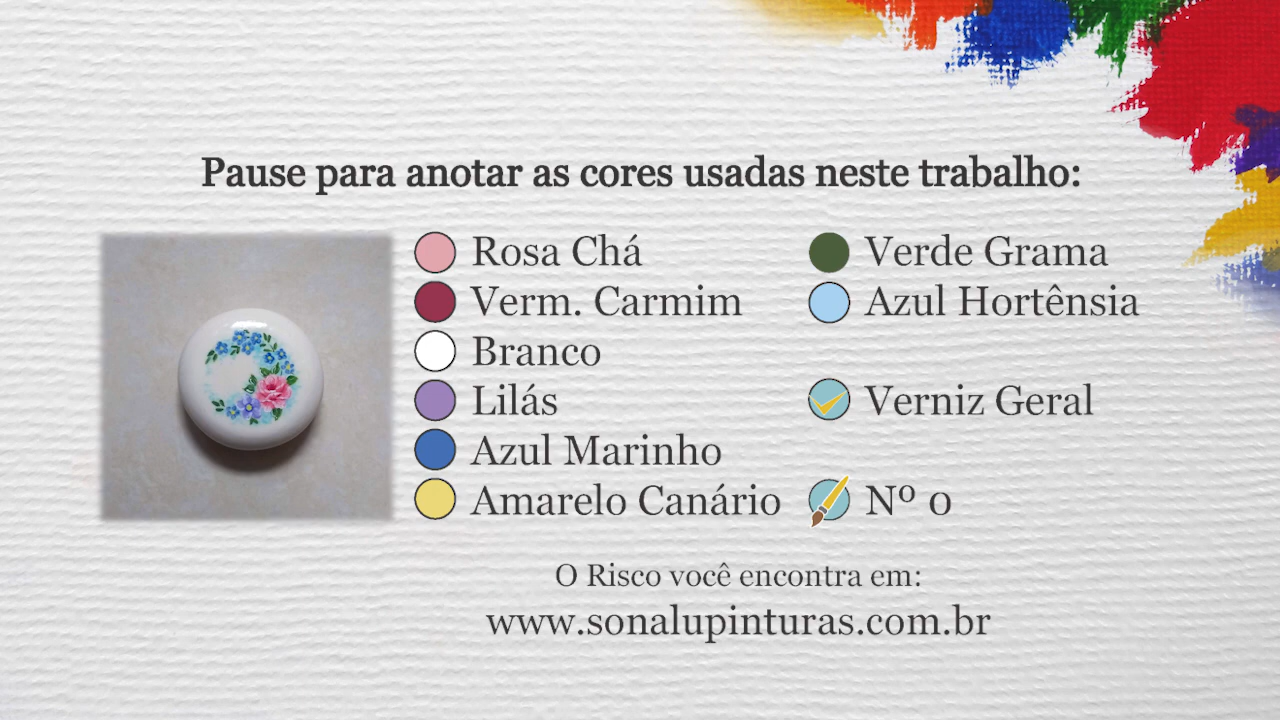 Pause para anotar as cores usadas neste trabalho:
Rosa Chá
Verm. Carmim
Branco
Lilás
Azul Marinho
Amarelo Canário
Verde Grama
Azul Hortênsia
Verniz Geral
Nº 0
O Risco você encontra em:
www.sonalupinturas.com.br